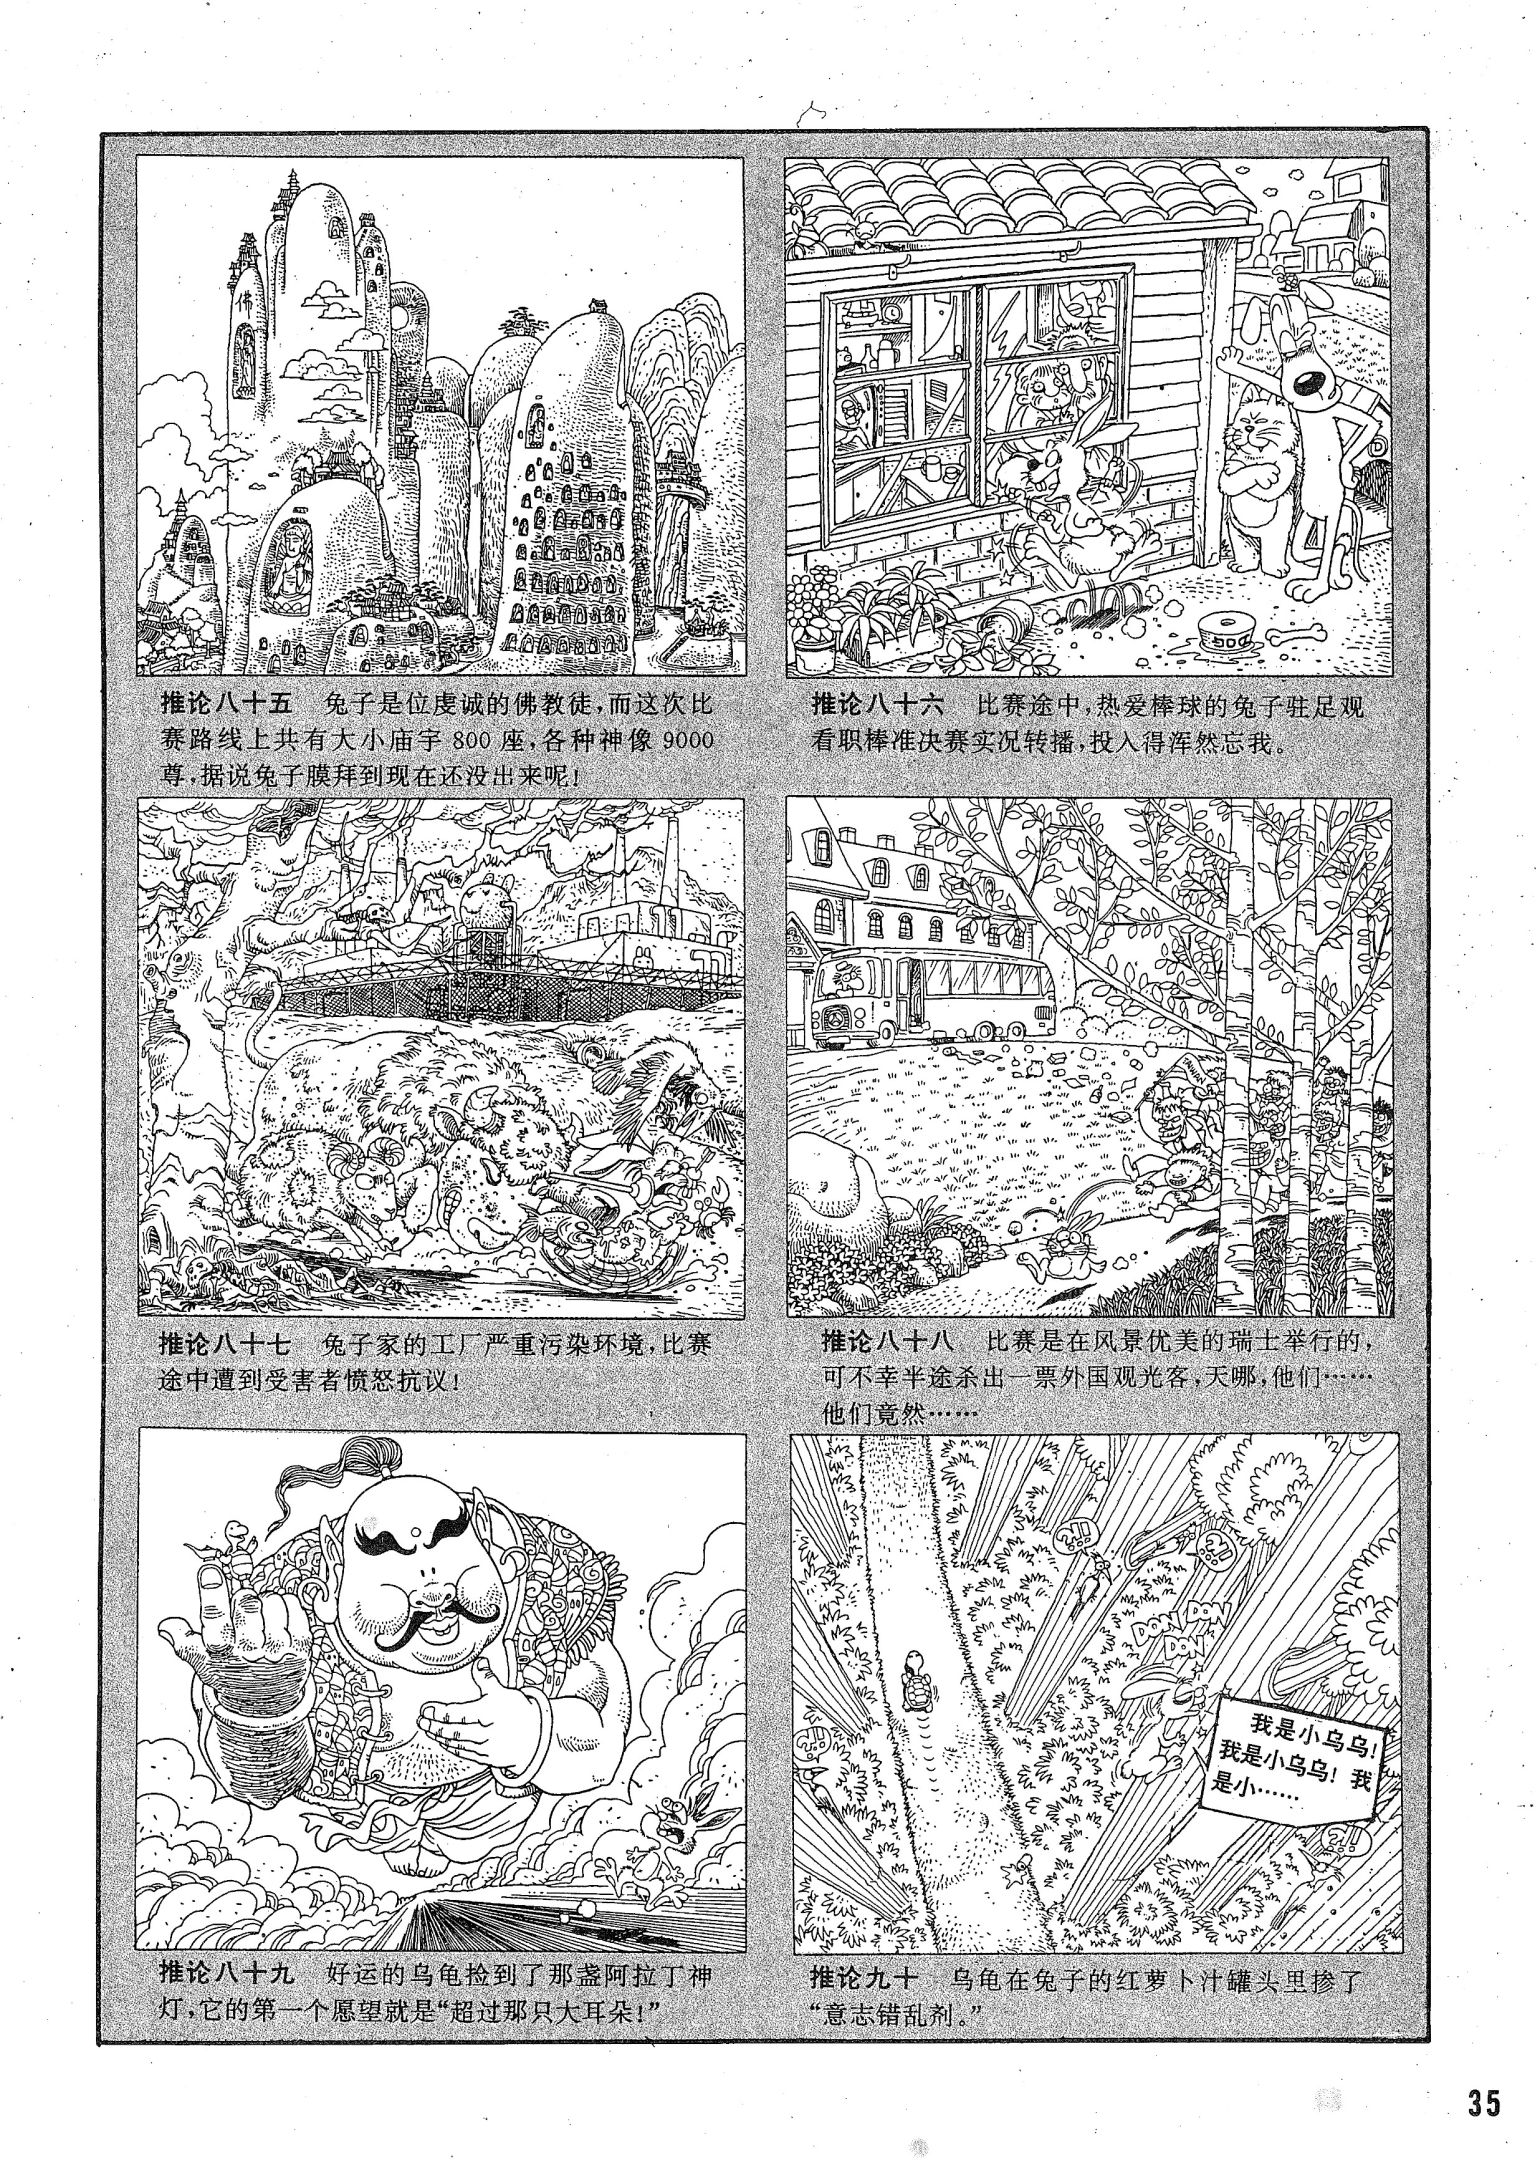 佛
推论八十五　兔子是位虔诚的佛教徒，而这次比
赛路线上共有大小庙宇 800 座，各种神像 9000
尊，据说兔子膜拜到现在还没出来呢！
推论八十六　比赛途中，热爱棒球的兔子驻足观
看职棒准决赛实况转播，投入得浑然忘我。
推论八十七　兔子家的工厂严重污染环境，比赛
途中遭到受害者愤怒抗议！
推论八十八　比赛是在风景优美的瑞士举行的，
可不幸半途杀出一票外国观光客，天哪，他们……
他们竟然……
DON DON
DON
我是小乌乌！
我是小乌乌！我
是小……
推论八十九　好运的乌龟捡到了那盏阿拉丁神
灯，它的第一个愿望就是“超过那只大耳朵！”
推论九十　乌龟在兔子的红萝卜汁罐头里掺了
“意志错乱剂。”
35